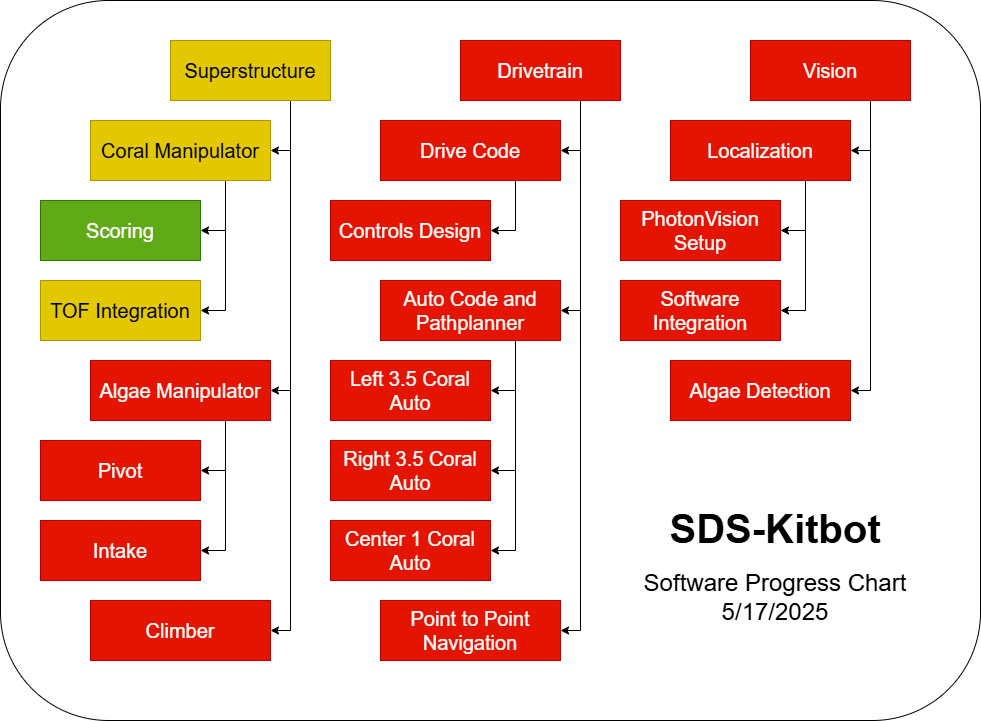 Superstructure
Coral Manipulator
Scoring
TOF Integration
Algae Manipulator
Pivot
Intake
Climber
Drivetrain
Drive Code
Controls Design
Auto Code and
Pathplanner
Left 3.5 Coral
Auto
Right 3.5 Coral
Auto
Center 1 Coral
Auto
Point to Point
Navigation
Vision
Localization
PhotonVision
Setup
Software
Integration
Algae Detection
SDS-Kitbot
Software Progress Chart
5/17/2025